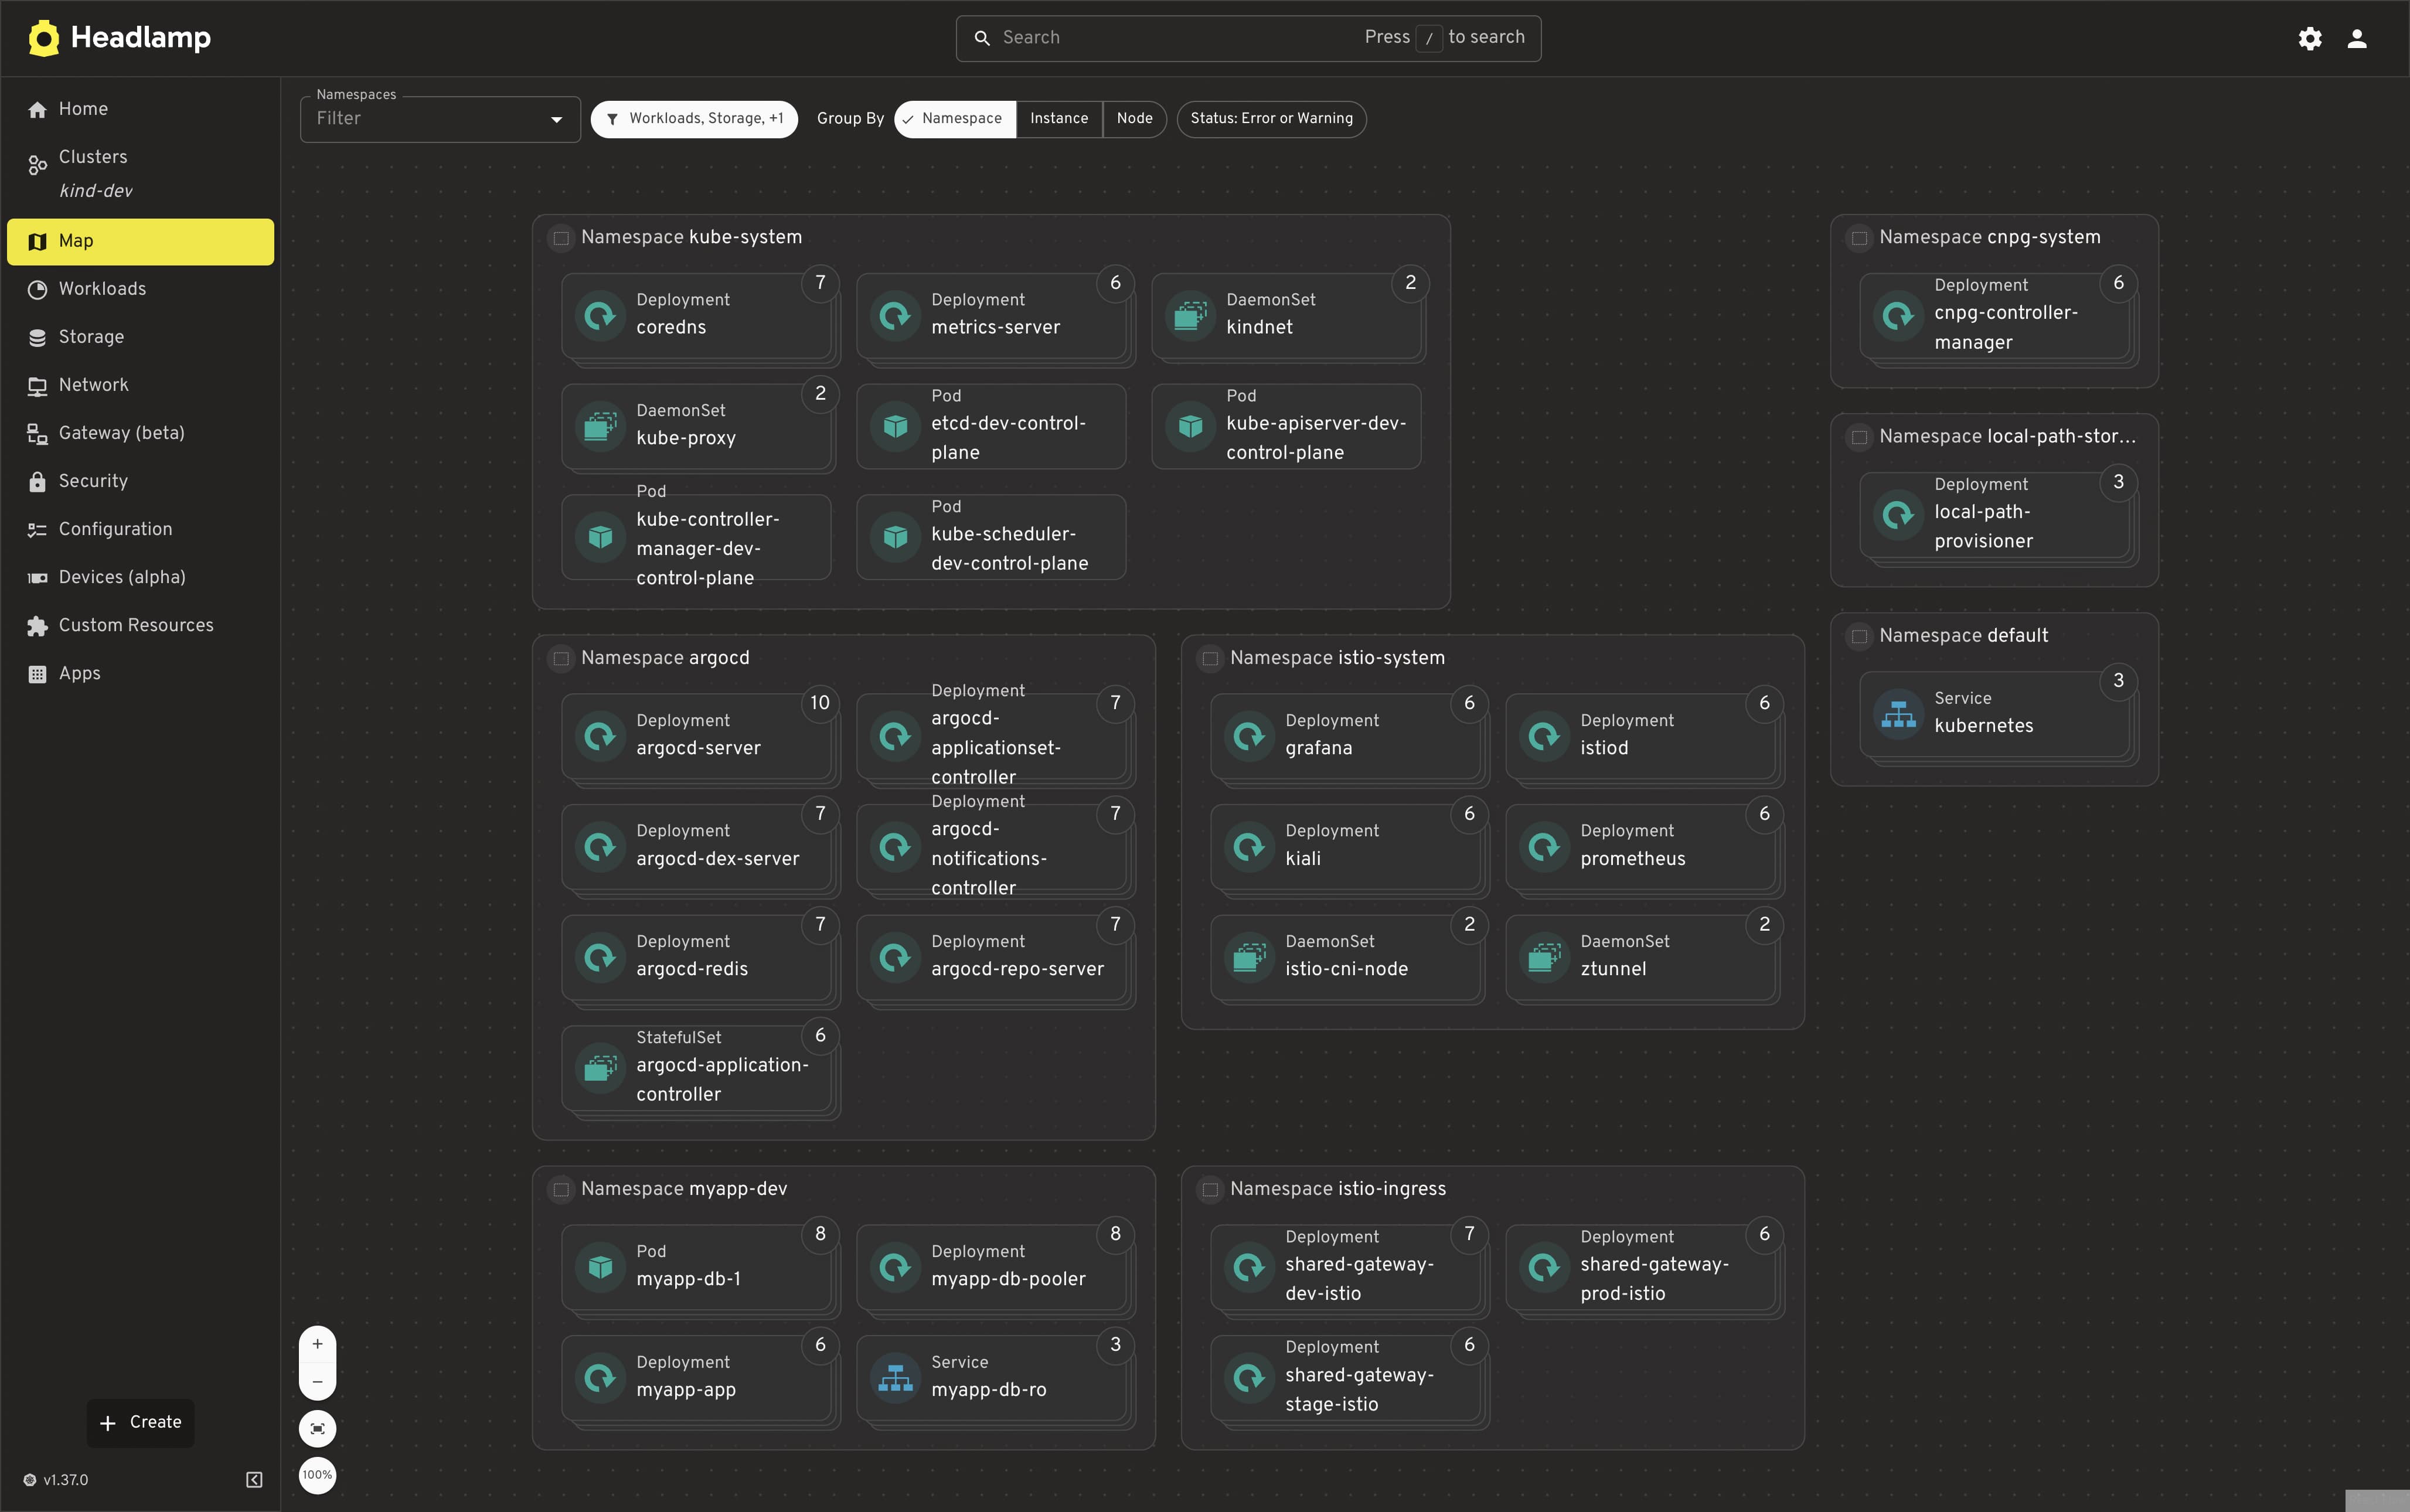 Headlamp
Search
Press / to search
Home
Clusters
kind-dev
Map
Workloads
Storage
Network
Gateway (beta)
Security
Configuration
Devices (alpha)
Custom Resources
Apps
+ Create
v1.37.0
Namespaces
Filter
Workloads, Storage, +1
Group By
Namespace
Instance
Node
Status: Error or Warning
Namespace kube-system
7
Deployment
coredns
6
Deployment
metrics-server
2
DaemonSet
kindnet
2
DaemonSet
kube-proxy
Pod
etcd-dev-control-
plane
Pod
kube-apiserver-dev-
control-plane
Pod
kube-controller-
manager-dev-
control-plane
Pod
kube-scheduler-
dev-control-plane
Namespace cnpg-system
6
Deployment
cnpg-controller-
manager
Namespace local-path-stor...
3
Deployment
local-path-
provisioner
Namespace default
3
Service
kubernetes
Namespace argocd
10
Deployment
argocd-server
7
Deployment
argocd-
applicationset-
controller
7
Deployment
argocd-dex-server
7
Deployment
argocd-
notifications-
controller
7
Deployment
argocd-redis
7
Deployment
argocd-repo-server
6
StatefulSet
argocd-application-
controller
Namespace istio-system
6
Deployment
grafana
6
Deployment
istiod
6
Deployment
kiali
6
Deployment
prometheus
2
DaemonSet
istio-cni-node
2
DaemonSet
ztunnel
Namespace myapp-dev
8
Pod
myapp-db-1
8
Deployment
myapp-db-pooler
6
Deployment
myapp-app
3
Service
myapp-db-ro
Namespace istio-ingress
7
Deployment
shared-gateway-
dev-istio
6
Deployment
shared-gateway-
prod-istio
6
Deployment
shared-gateway-
stage-istio
+
−
100%